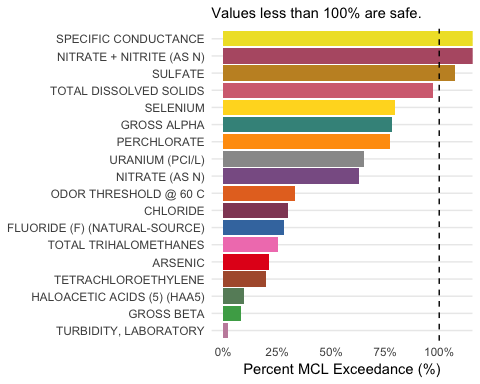 Values less than 100% are safe.
SPECIFIC CONDUCTANCE
NITRATE + NITRITE (AS N)
SULFATE
TOTAL DISSOLVED SOLIDS
SELENIUM
GROSS ALPHA
PERCHLORATE
URANIUM (PCI/L)
NITRATE (AS N)
ODOR THRESHOLD @ 60 C
CHLORIDE
FLUORIDE (F) (NATURAL-SOURCE)
TOTAL TRIHALOMETHANES
ARSENIC
TETRACHLOROETHYLENE
HALOACETIC ACIDS (5) (HAA5)
GROSS BETA
TURBIDITY, LABORATORY
0% 25% 50% 75% 100%
Percent MCL Exceedance (%)